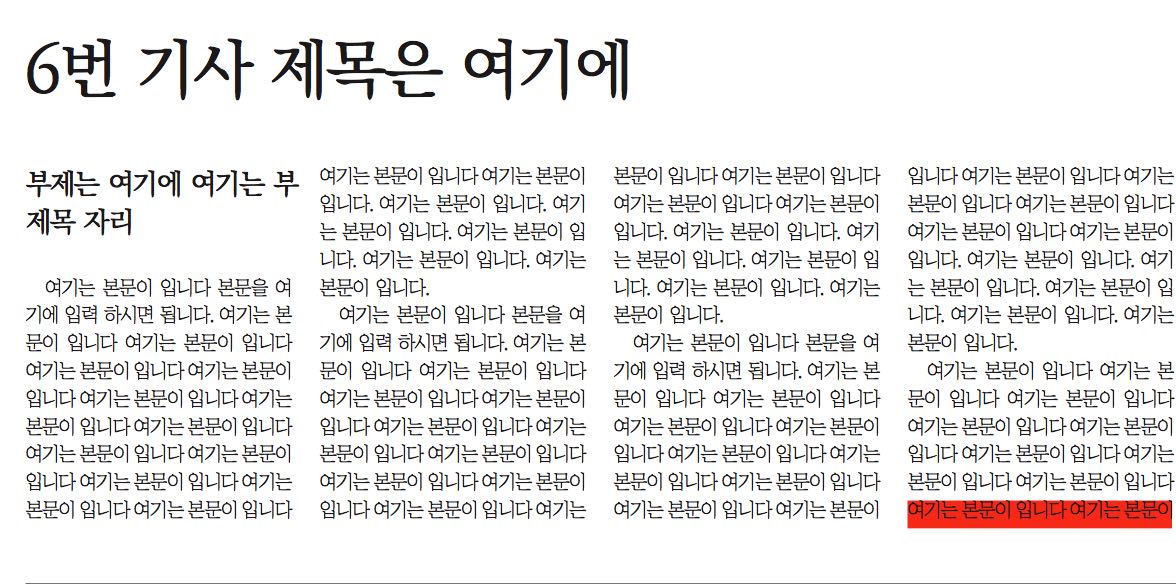 6번 기사 제목은 여기에
부제는 여기에 여기는 부
제목 자리
여기는 본문이 입니다 본문을 여
기에 입력 하시면 됩니다. 여기는 본
문이 입니다 여기는 본문이 입니다
여기는 본문이 입니다 여기는 본문이
입니다 여기는 본문이 입니다 여기는
본문이 입니다 여기는 본문이 입니다
여기는 본문이 입니다 여기는 본문이
입니다 여기는 본문이 입니다 여기는
본문이 입니다 여기는 본문이 입니다
여기는 본문이 입니다 여기는 본문이
입니다. 여기는 본문이 입니다. 여기
는 본문이 입니다. 여기는 본문이 입
니다. 여기는 본문이 입니다. 여기는
본문이 입니다.
여기는 본문이 입니다 본문을 여
기에 입력 하시면 됩니다. 여기는 본
문이 입니다 여기는 본문이 입니다
여기는 본문이 입니다 여기는 본문이
입니다 여기는 본문이 입니다 여기는
본문이 입니다 여기는 본문이 입니다
여기는 본문이 입니다 여기는 본문이
입니다 여기는 본문이 입니다 여기는
본문이 입니다 여기는 본문이 입니다
여기는 본문이 입니다 여기는 본문이
입니다. 여기는 본문이 입니다. 여기
는 본문이 입니다. 여기는 본문이 입
니다. 여기는 본문이 입니다. 여기는
본문이 입니다.
여기는 본문이 입니다 본문을 여
기에 입력 하시면 됩니다. 여기는 본
문이 입니다 여기는 본문이 입니다
여기는 본문이 입니다 여기는 본문이
입니다 여기는 본문이 입니다 여기는
본문이 입니다 여기는 본문이 입니다
여기는 본문이 입니다 여기는 본문이
입니다 여기는 본문이 입니다 여기는
본문이 입니다 여기는 본문이 입니다
여기는 본문이 입니다 여기는 본문이
입니다. 여기는 본문이 입니다. 여기
는 본문이 입니다. 여기는 본문이 입
니다. 여기는 본문이 입니다. 여기는
본문이 입니다.
여기는 본문이 입니다 여기는 본
문이 입니다 여기는 본문이 입니다
여기는 본문이 입니다 여기는 본문이
입니다 여기는 본문이 입니다 여기는
본문이 입니다 여기는 본문이 입니다
여기는 본문이 입니다 여기는 본문이